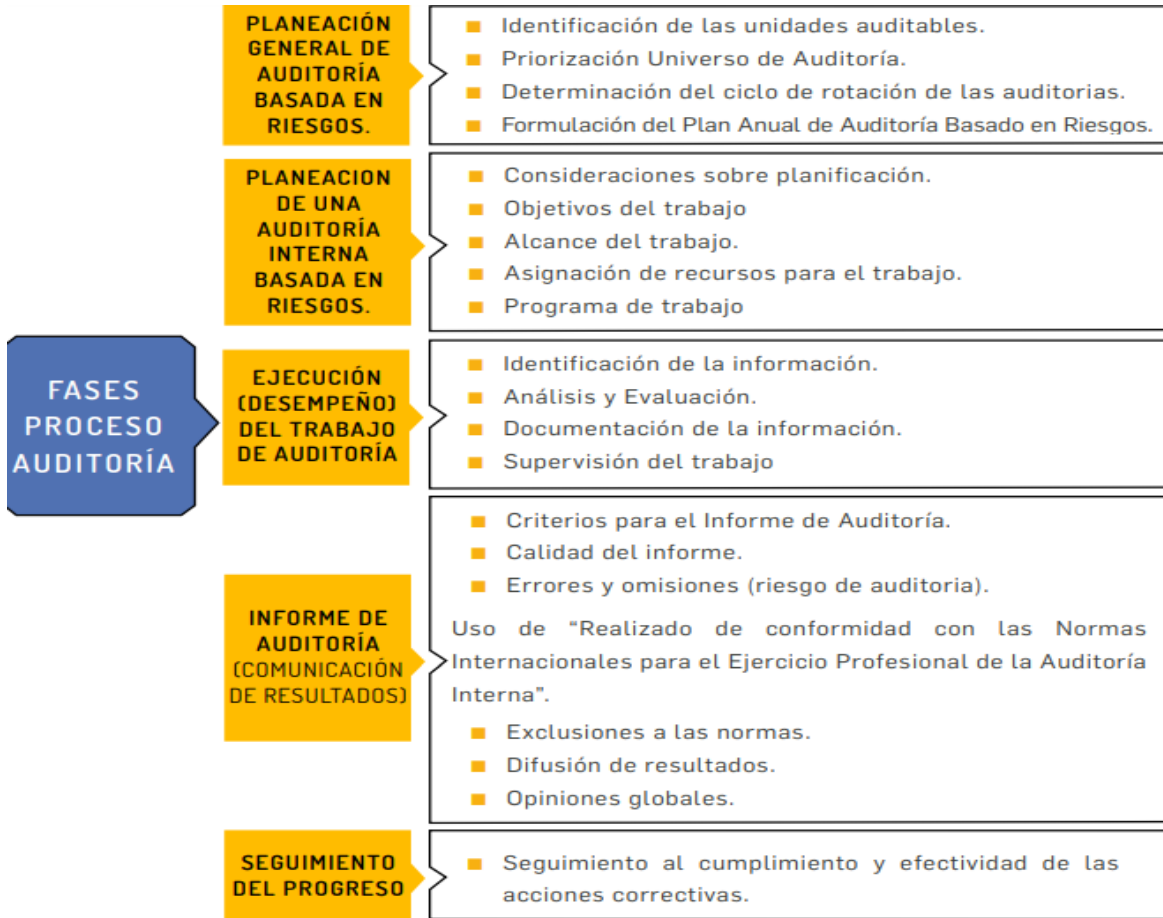 FASES
PROCESO
AUDITORÍA
PLANEACIÓN
GENERAL DE
AUDITORÍA
BASADA EN
RIESGOS.
■ Identificación de las unidades auditables.
■ Priorización Universo de Auditoría.
■ Determinación del ciclo de rotación de las auditorias.
■ Formulación del Plan Anual de Auditoría Basado en Riesgos.
PLANEACION
DE UNA
AUDITORÍA
INTERNA
BASADA EN
RIESGOS.
■ Consideraciones sobre planificación.
■ Objetivos del trabajo
■ Alcance del trabajo.
■ Asignación de recursos para el trabajo.
■ Programa de trabajo
EJECUCIÓN
(DESEMPEÑO)
DEL TRABAJO
DE AUDITORÍA
■ Identificación de la información.
■ Análisis y Evaluación.
■ Documentación de la información.
■ Supervisión del trabajo
INFORME DE
AUDITORÍA
(COMUNICACIÓN
DE RESULTADOS)
■ Criterios para el Informe de Auditoría.
■ Calidad del informe.
■ Errores y omisiones (riesgo de auditoria).
Uso de “Realizado de conformidad con las Normas
Internacionales para el Ejercicio Profesional de la Auditoría
Interna”.
■ Exclusiones a las normas.
■ Difusión de resultados.
■ Opiniones globales.
SEGUIMIENTO
DEL PROGRESO
■ Seguimiento al cumplimiento y efectividad de las
acciones correctivas.